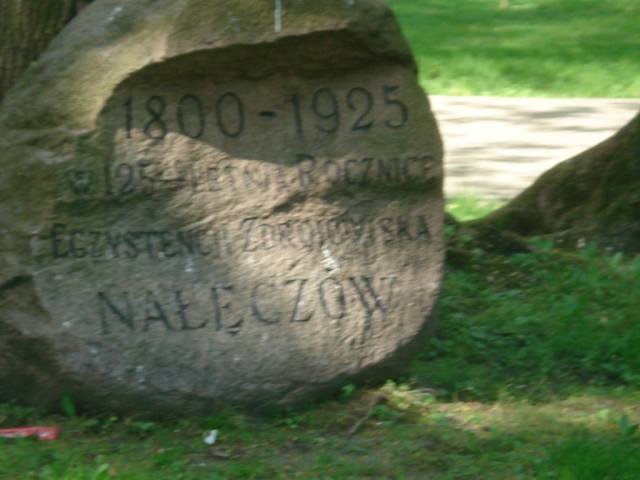 1800-1925
W 125-LETNIĄ ROCZNICĘ
EGZYSTENCJI ZDROJOWISKA
NAŁĘCZÓW